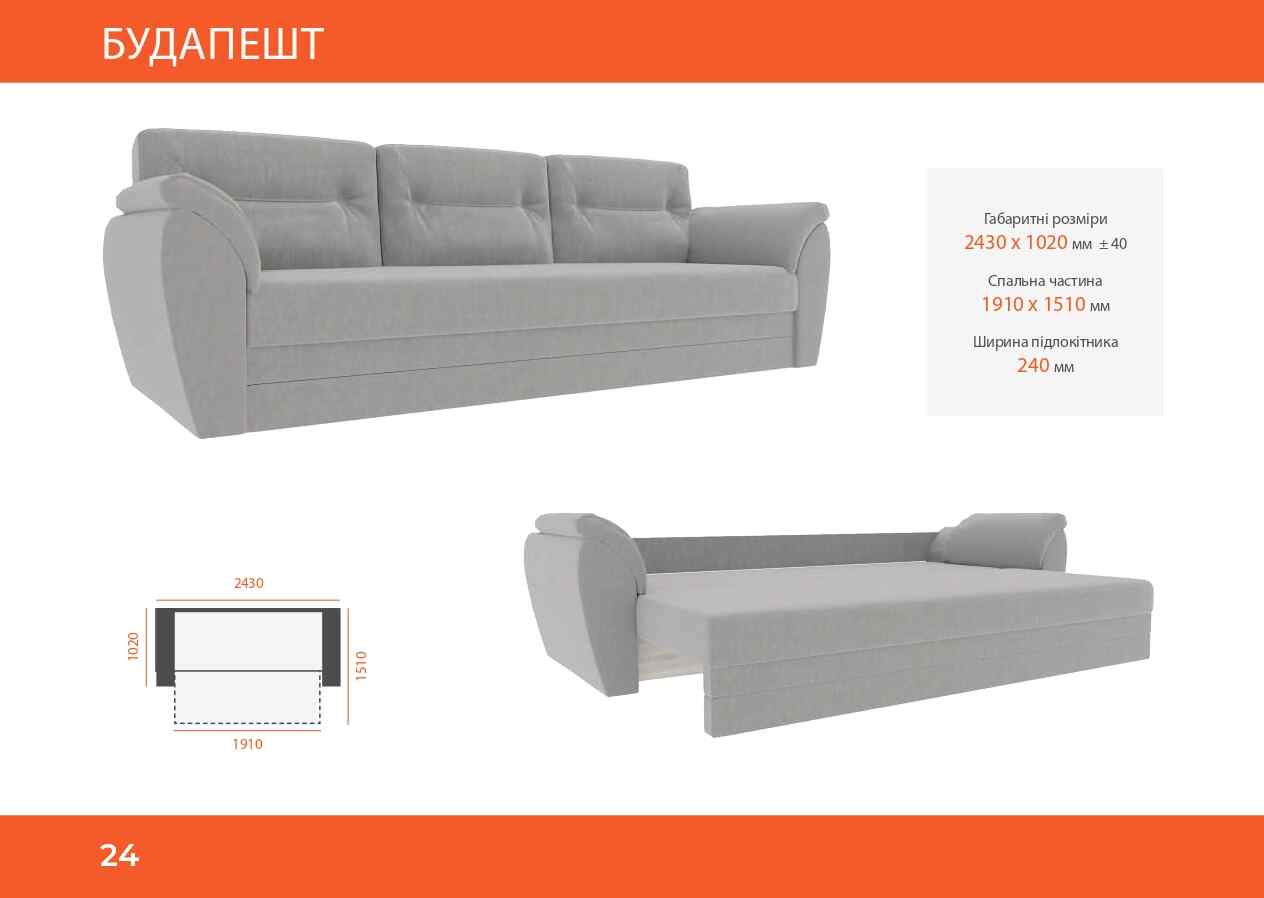 БУДАПЕШТ
Габаритні розміри
2430 х 1020 мм ± 40
Спальна частина
1910 х 1510 мм
Ширина підлокітника
240 мм
2430
1020
1510
1910
24